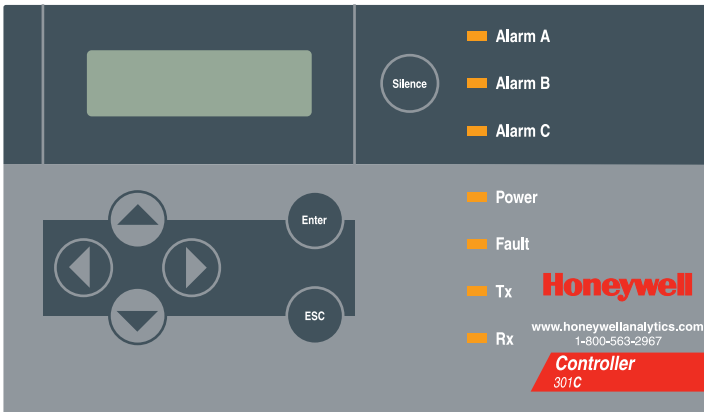 Alarm A
Silence
Alarm B
Alarm C
Power
Enter
Fault
Tx
Honeywell
ESC
www.honeywellanalytics.com
Rx
1-800-563-2967
Controller
301C